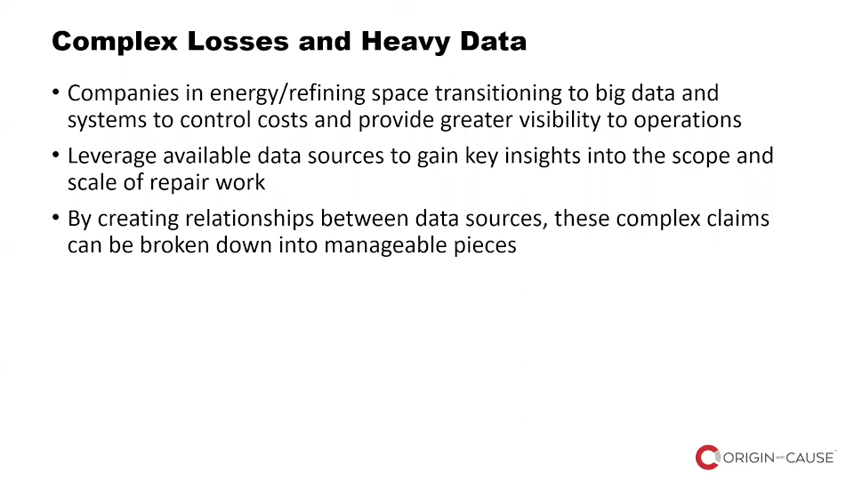 Complex Losses and Heavy Data
• Companies in energy/refining space transitioning to big data and
systems to control costs and provide greater visibility to operations
• Leverage available data sources to gain key insights into the scope and
scale of repair work
• By creating relationships between data sources, these complex claims
can be broken down into manageable pieces
ORIGIN AND CAUSE